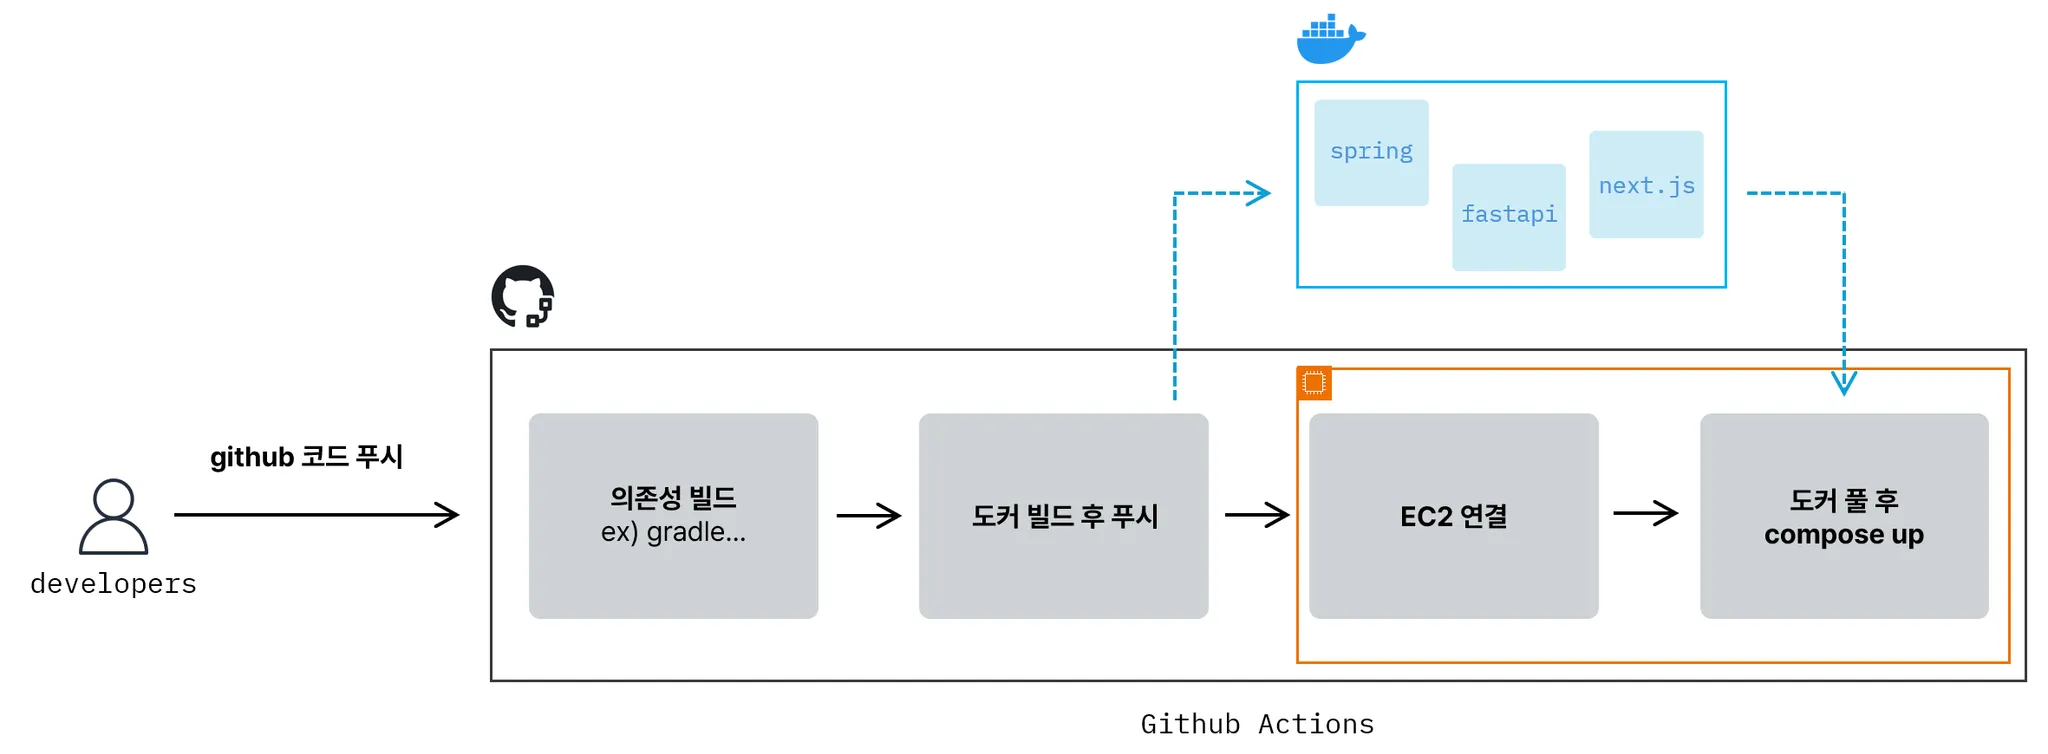 spring
fastapi
next.js
github 코드 푸시
developers
의존성 빌드
ex) gradle...
도커 빌드 후 푸시
EC2 연결
도커 풀 후
compose up
Github Actions